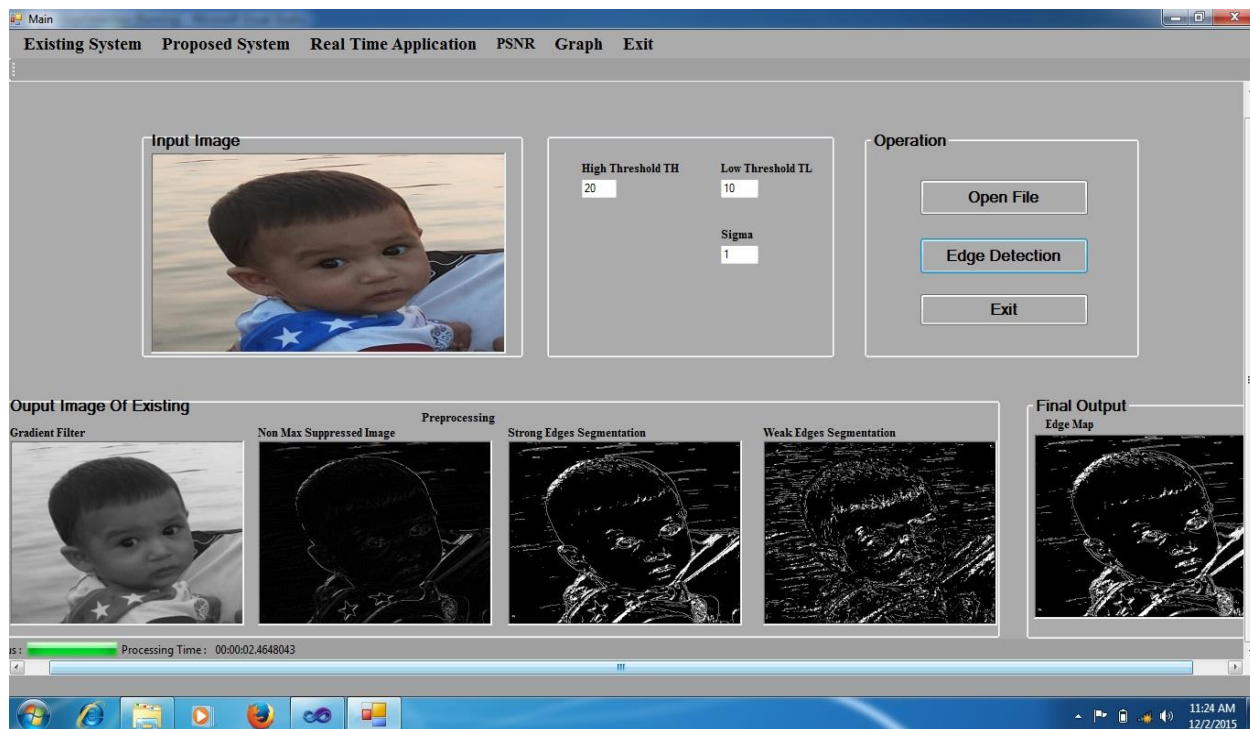 Main
Existing System Proposed System Real Time Application PSNR Graph Exit
Input Image
High Threshold TH Low Threshold TL
20 10
Sigma
1
Operation
Open File
Edge Detection
Exit
Ouput Image Of Existing
Preprocessing
Gradient Filter Non Max Suppressed Image Strong Edges Segmentation Weak Edges Segmentation
Final Output
Edge Map
us : Processing Time : 00:00:02.4648043
11:24 AM
12/2/2015